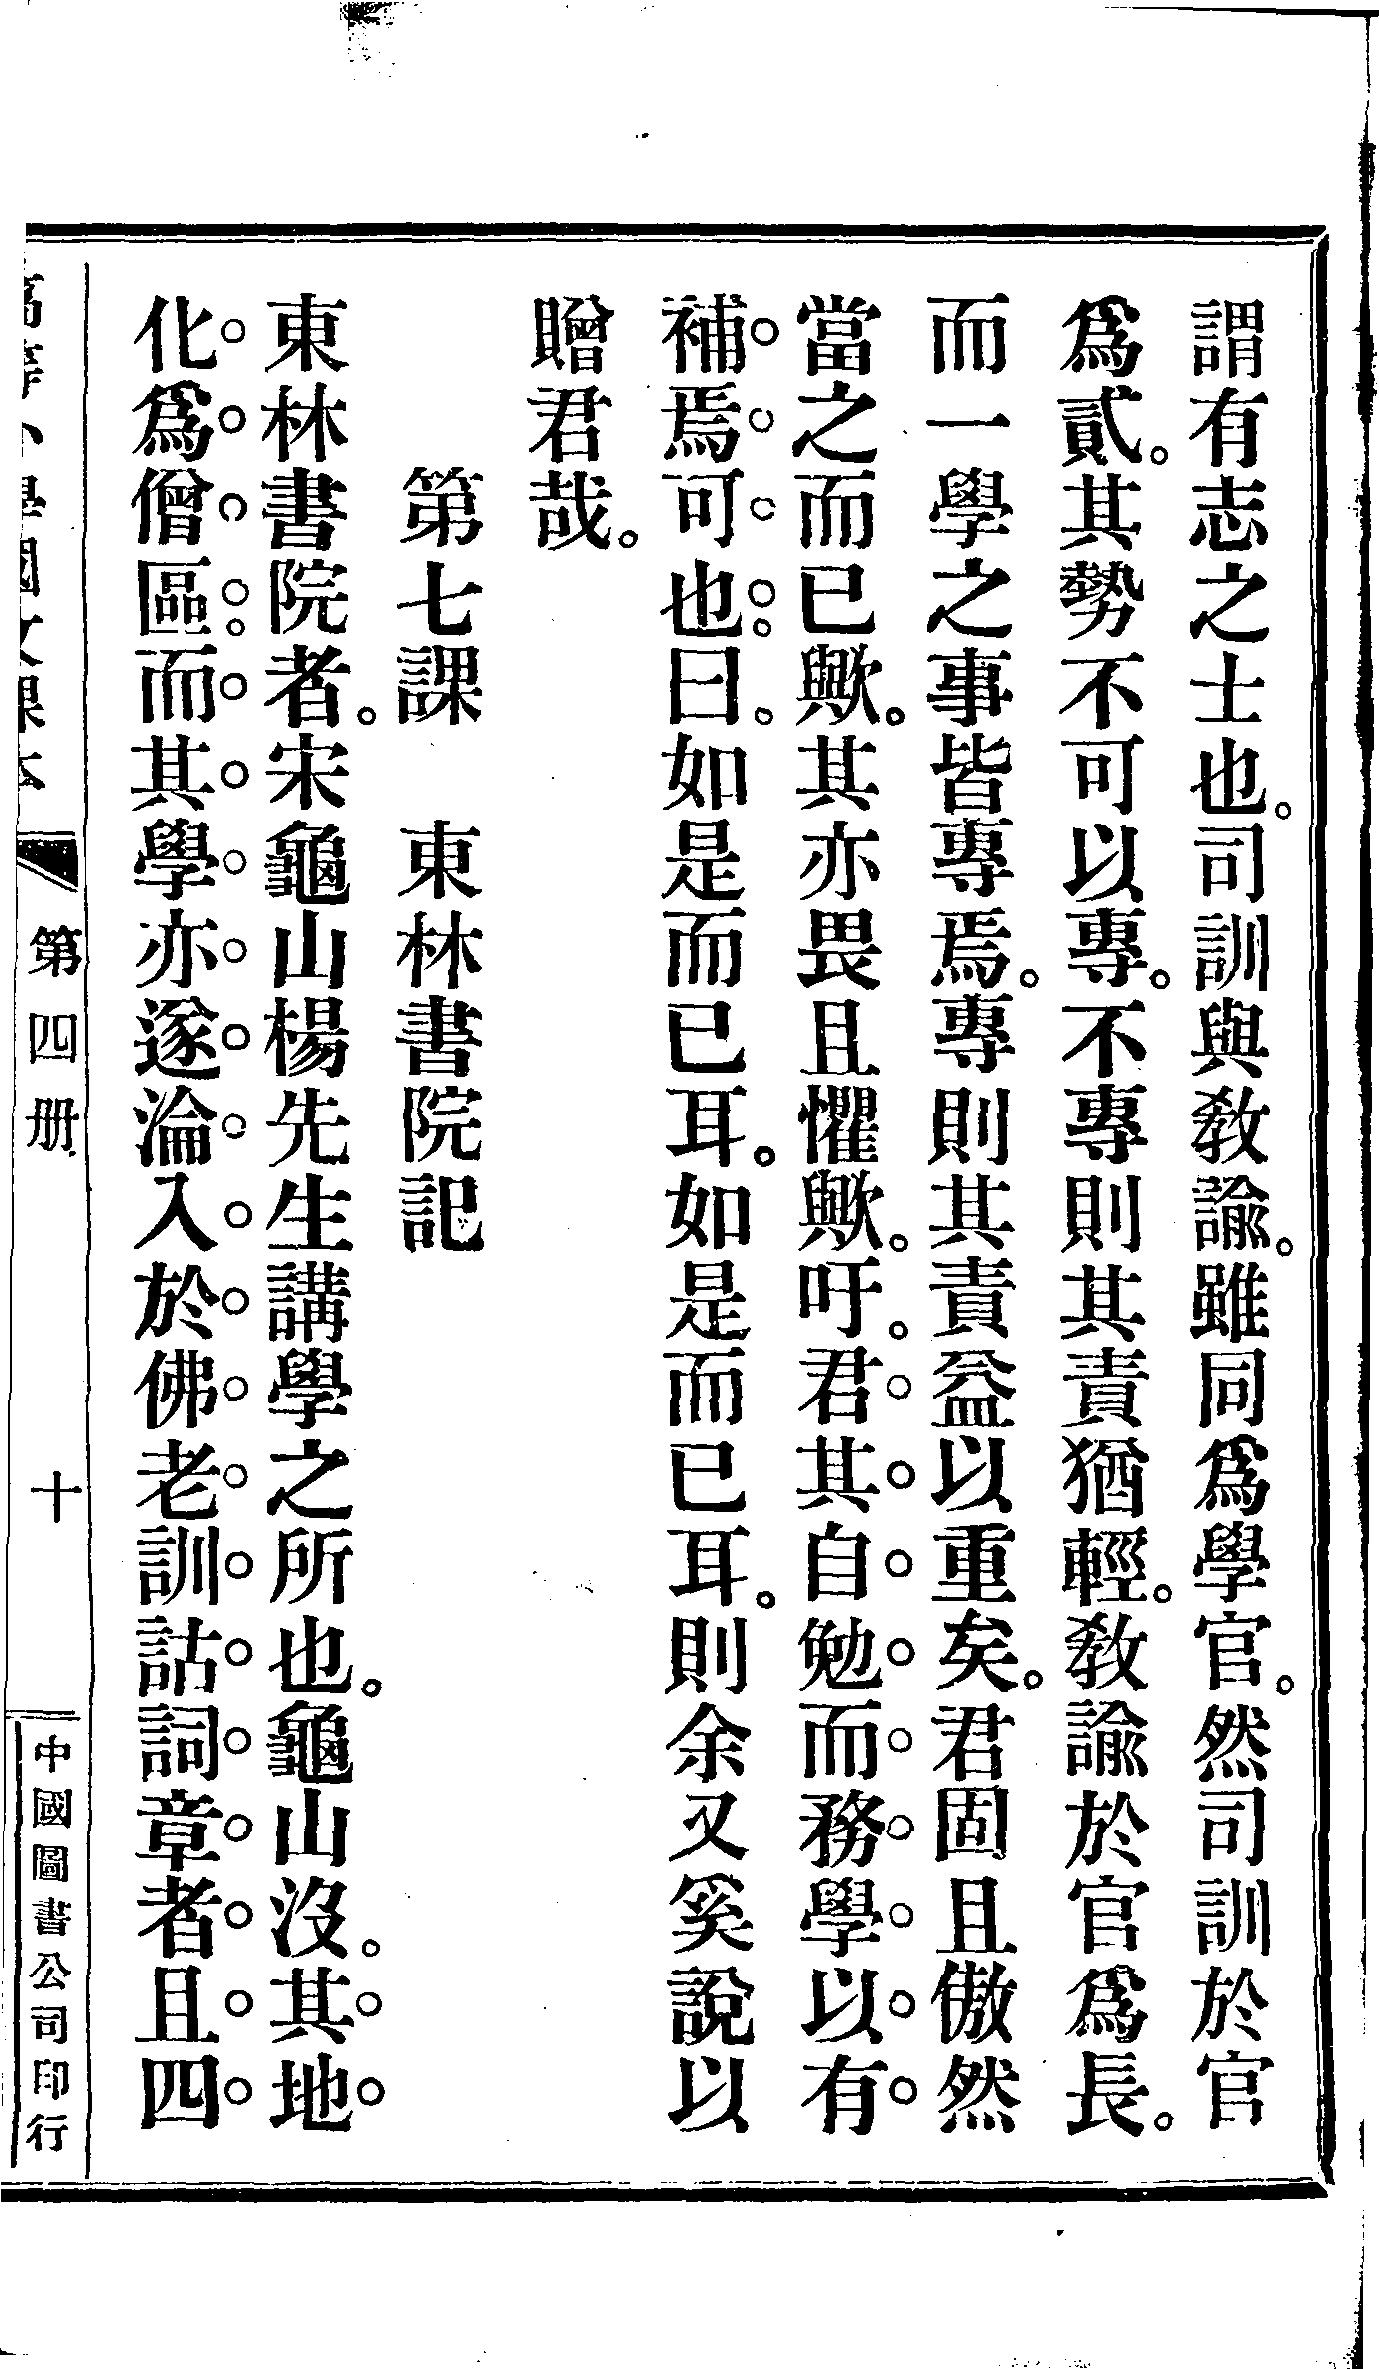 謂有志之士也。司訓與教諭。雖同爲學官。然司訓於官
爲貳。其勢不可以專。不專則其責猶輕。教諭於官爲長。
而一學之事皆專焉。專則其責益以重矣。君固且傲然
當之而已歟。其亦畏且懼歟。吁。君其自勉而務學以有
補焉可也。曰。如是而已耳。如是而已耳。則余又奚說以
贈君哉。
第七課　東林書院記
東林書院者。宋龜山楊先生講學之所也。龜山沒。其地
化爲僧區。而其學亦遂淪入於佛老訓詁詞章者且四
高等小學國文課本　第四册　十　中國圖書公司印行